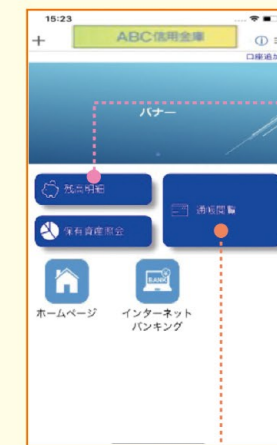 15:23
ABC信用金庫
口座追加
バナー
残高明細
通帳閲覧
保有資産照会
BANK
ホームページ
インターネット
バンキング